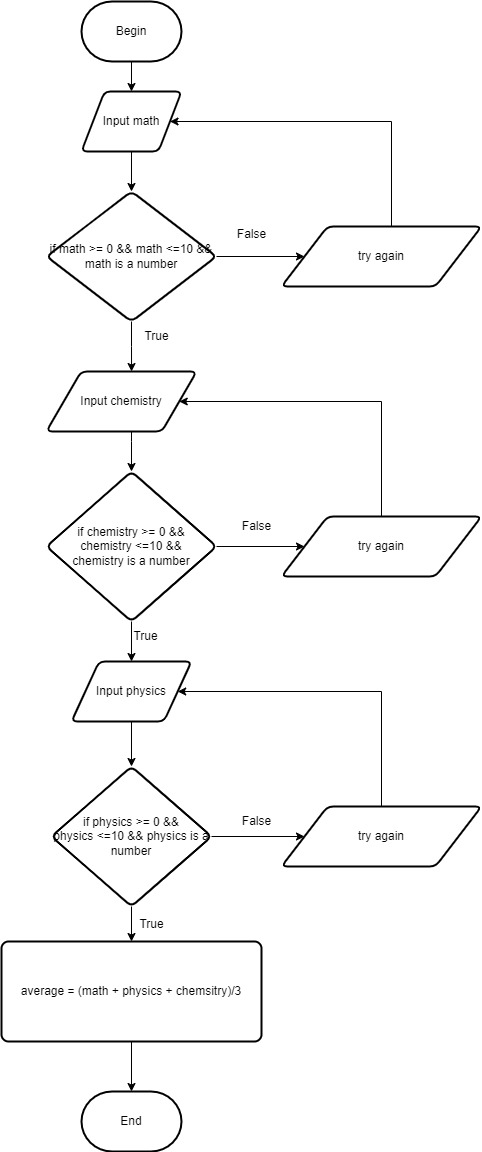 Begin
Input math
if math >= 0 && math <=10 &&
math is a number
False
try again
True
Input chemistry
if chemistry >= 0 &&
chemistry <=10 &&
chemistry is a number
False
try again
True
Input physics
if physics >= 0 &&
physics <=10 && physics is a
number
False
try again
True
average = (math + physics + chemsitry)/3
End